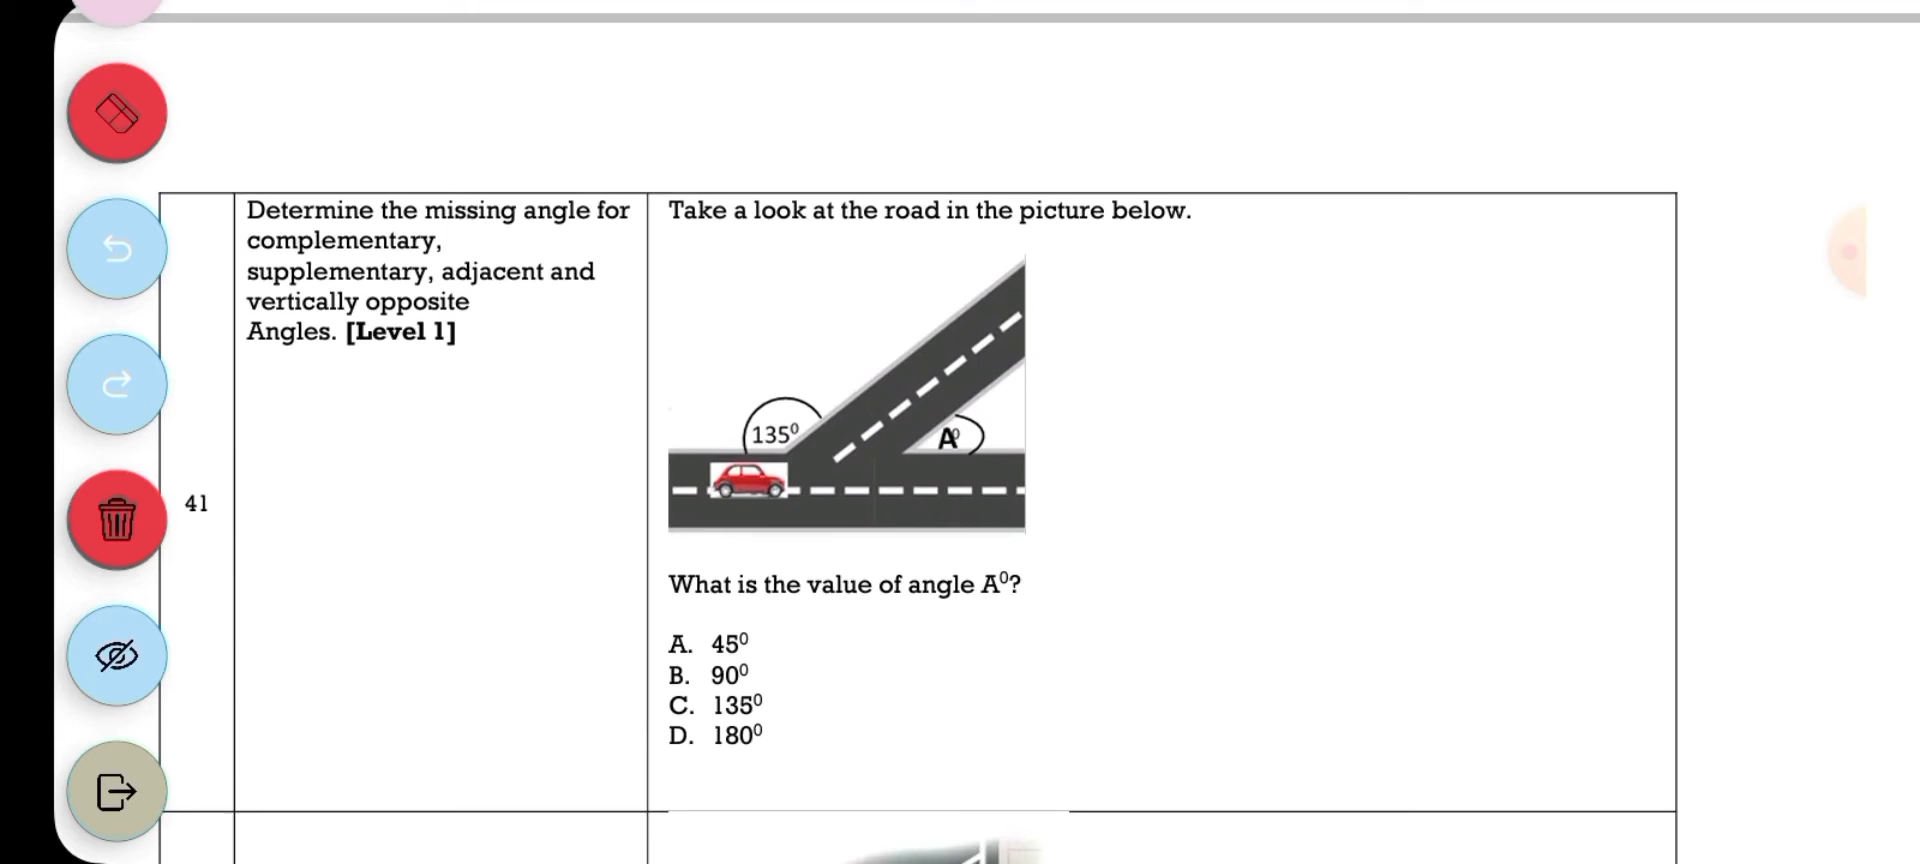 41
Determine the missing angle for
complementary,
supplementary, adjacent and
vertically opposite
Angles. [Level 1]
Take a look at the road in the picture below.
135⁰
A⁰
What is the value of angle A⁰?
A. 45⁰
B. 90⁰
C. 135⁰
D. 180⁰